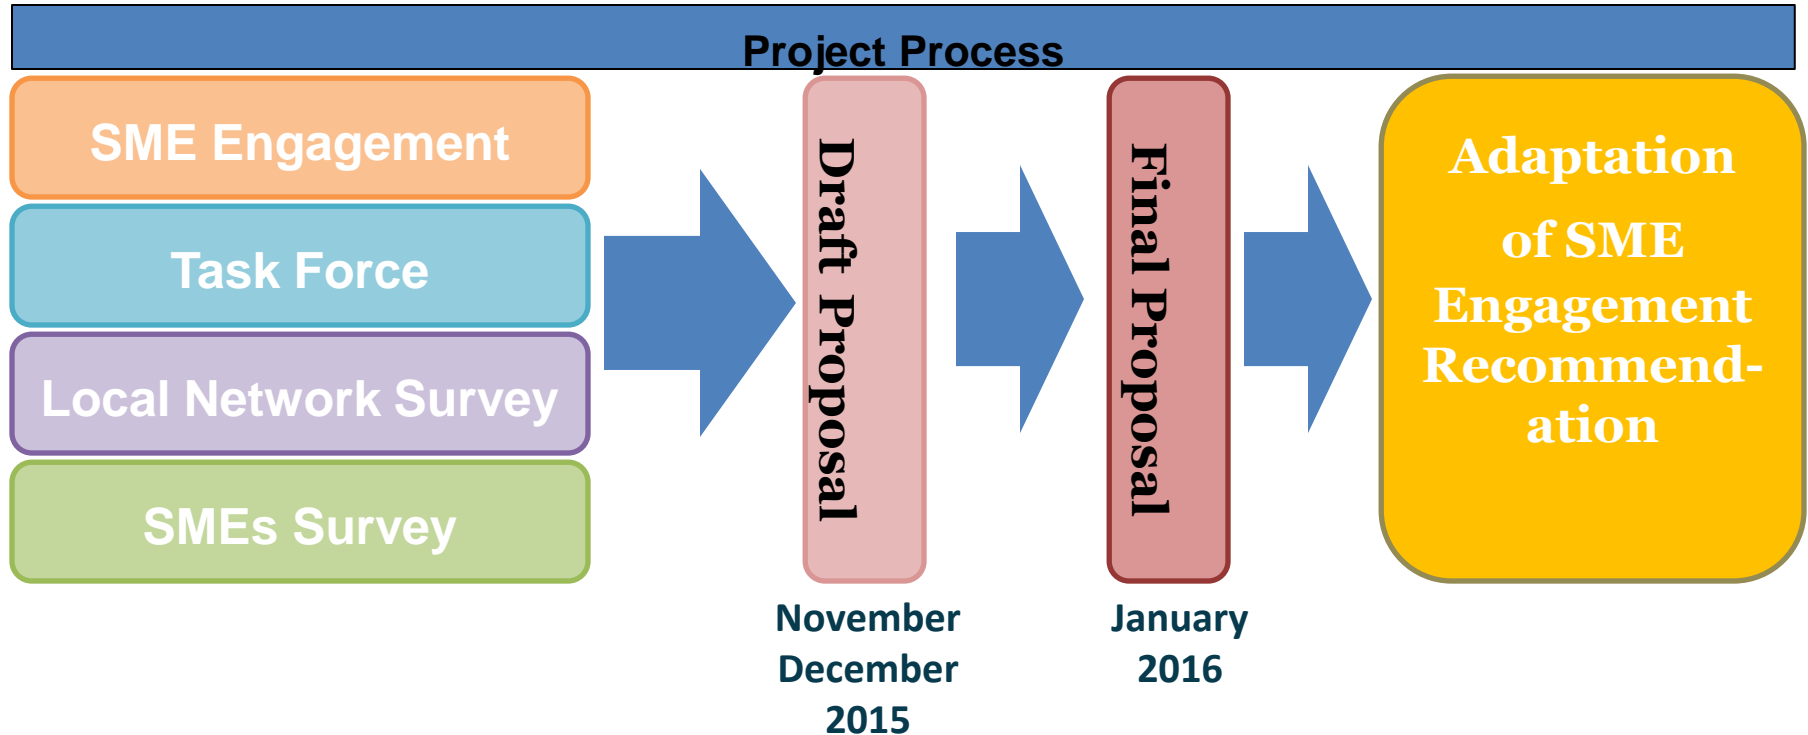 Project Process
SME Engagement
Task Force
Local Network Survey
SMEs Survey
Draft Proposal
November
December
2015
Final Proposal
January
2016
Adaptation
of SME
Engagement
Recommend-
ation